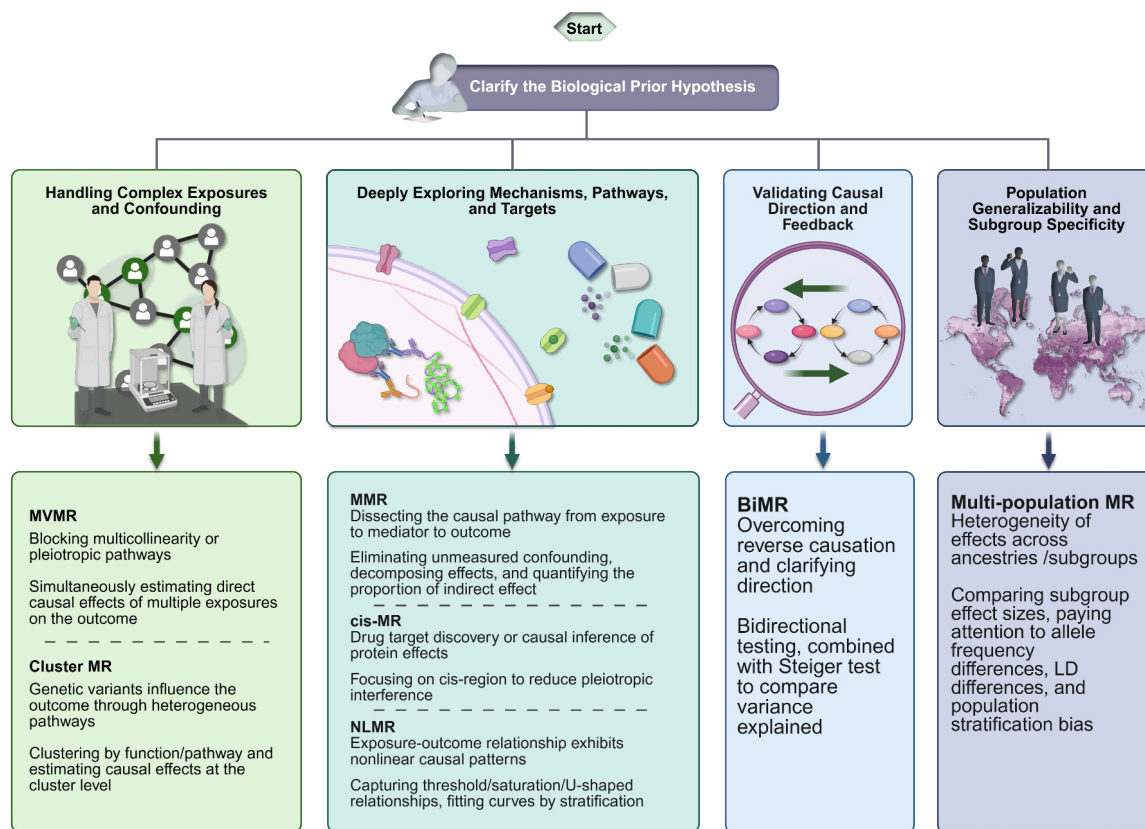 Start
Clarify the Biological Prior Hypothesis
Handling Complex Exposures
and Confounding
Deeply Exploring Mechanisms, Pathways,
and Targets
Validating Causal
Direction and
Feedback
Population
Generalizability and
Subgroup Specificity
MVMR
Blocking multicollinearity or
pleiotropic pathways
Simultaneously estimating direct
causal effects of multiple exposures
on the outcome
Cluster MR
Genetic variants influence the
outcome through heterogeneous
pathways
Clustering by function/pathway and
estimating causal effects at the
cluster level
MMR
Dissecting the causal pathway from exposure
to mediator to outcome
Eliminating unmeasured confounding,
decomposing effects, and quantifying the
proportion of indirect effect
cis-MR
Drug target discovery or causal inference of
protein effects
Focusing on cis-region to reduce pleiotropic
interference
NLMR
Exposure-outcome relationship exhibits
nonlinear causal patterns
Capturing threshold/saturation/U-shaped
relationships, fitting curves by stratification
BiMR
Overcoming
reverse causation
and clarifying
direction
Bidirectional
testing, combined
with Steiger test
to compare
variance
explained
Multi-population MR
Heterogeneity of
effects across
ancestries /subgroups
Comparing subgroup
effect sizes, paying
attention to allele
frequency
differences, LD
differences, and
population
stratification bias